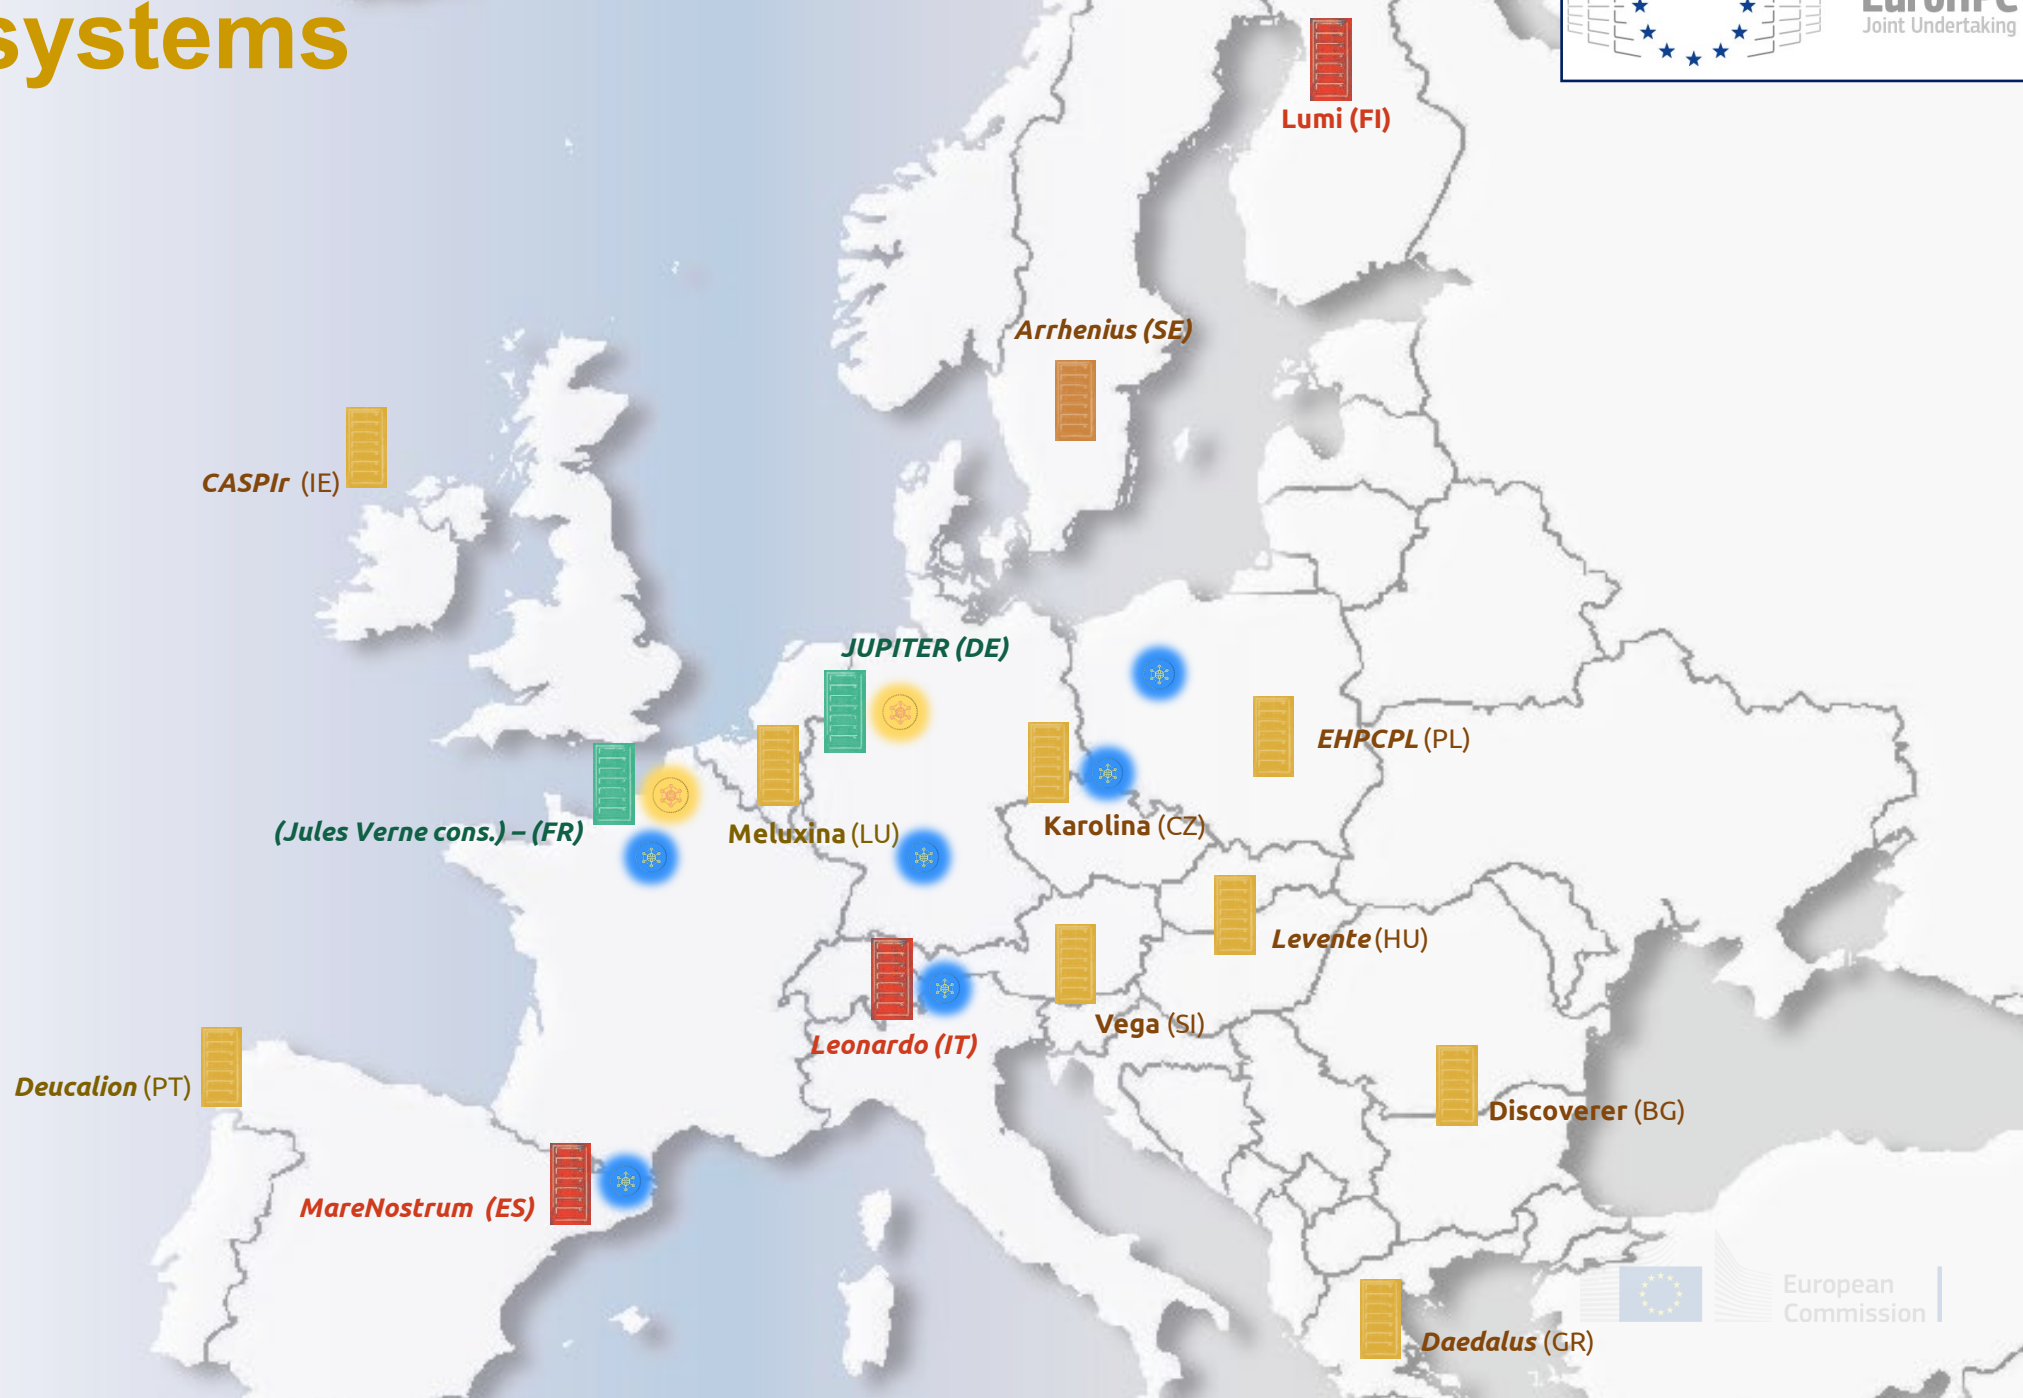 systems
EuroHPC
Joint Undertaking
Lumi (FI)
Arrhenius (SE)
CASPIr (IE)
JUPITER (DE)
EHPCPL (PL)
(Jules Verne cons.) – (FR)
Meluxina (LU)
Karolina (CZ)
Levente (HU)
Vega (SI)
Leonardo (IT)
Deucalion (PT)
Discoverer (BG)
MareNostrum (ES)
European
Commission
Daedalus (GR)